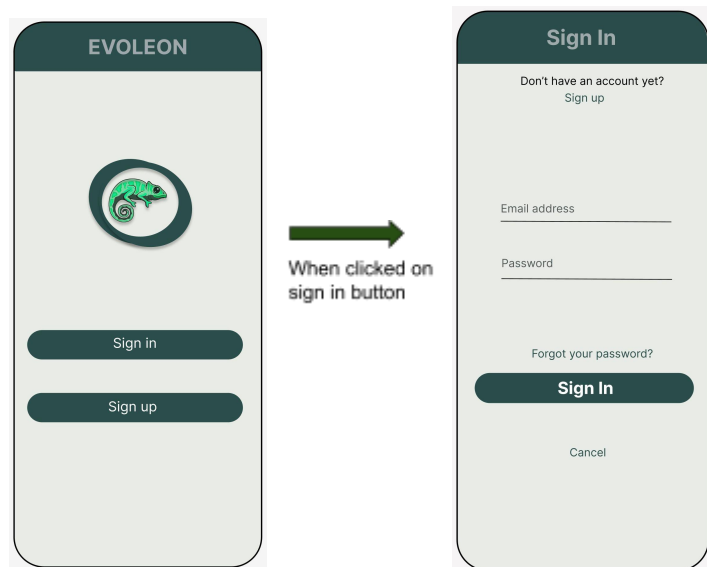 EVOLEON
Sign in
Sign up
When clicked on
sign in button
Sign In
Don't have an account yet?
Sign up
Email address
Password
Forgot your password?
Sign In
Cancel